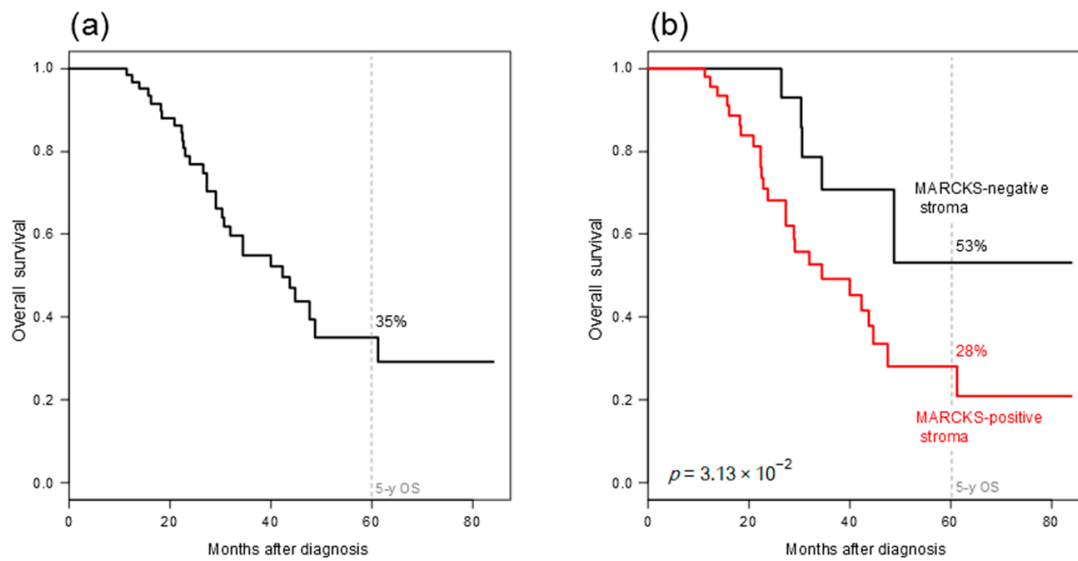 (a)
1.0
0.8
0.6
0.4
0.2
0.0
Overall survival
35%
5-y OS
0 20 40 60 80
Months after diagnosis
(b)
1.0
0.8
0.6
0.4
0.2
0.0
Overall survival
MARCKS-negative
stroma
53%
28%
MARCKS-positive
stroma
p = 3.13 × 10⁻²
5-y OS
0 20 40 60 80
Months after diagnosis